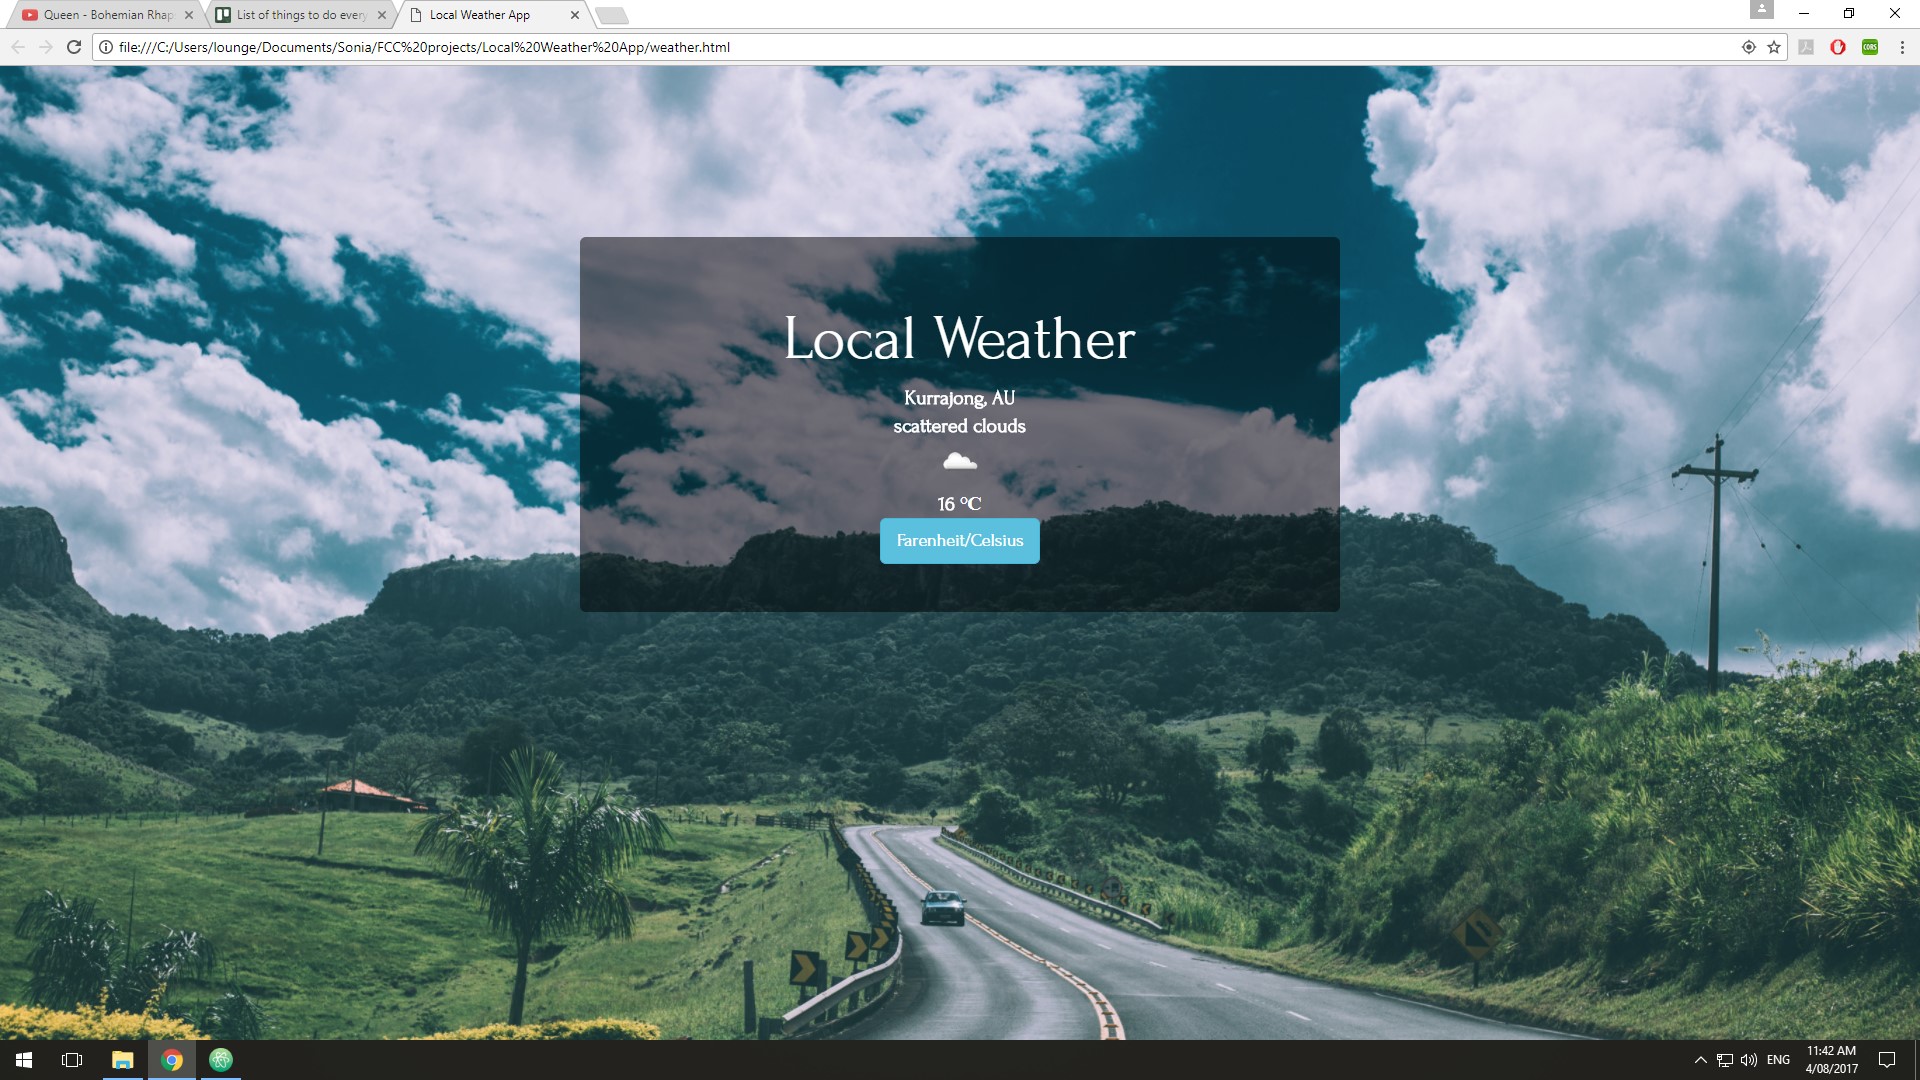 Queen - Bohemian Rhap
List of things to do every
Local Weather App
file:///C:/Users/lounge/Documents/Sonia/FCC%20projects/Local%20Weather%20App/weather.html
CORS
Local Weather
Kurrajong, AU
scattered clouds
16 °C
Farenheit/Celsius
ENG
11:42 AM
4/08/2017